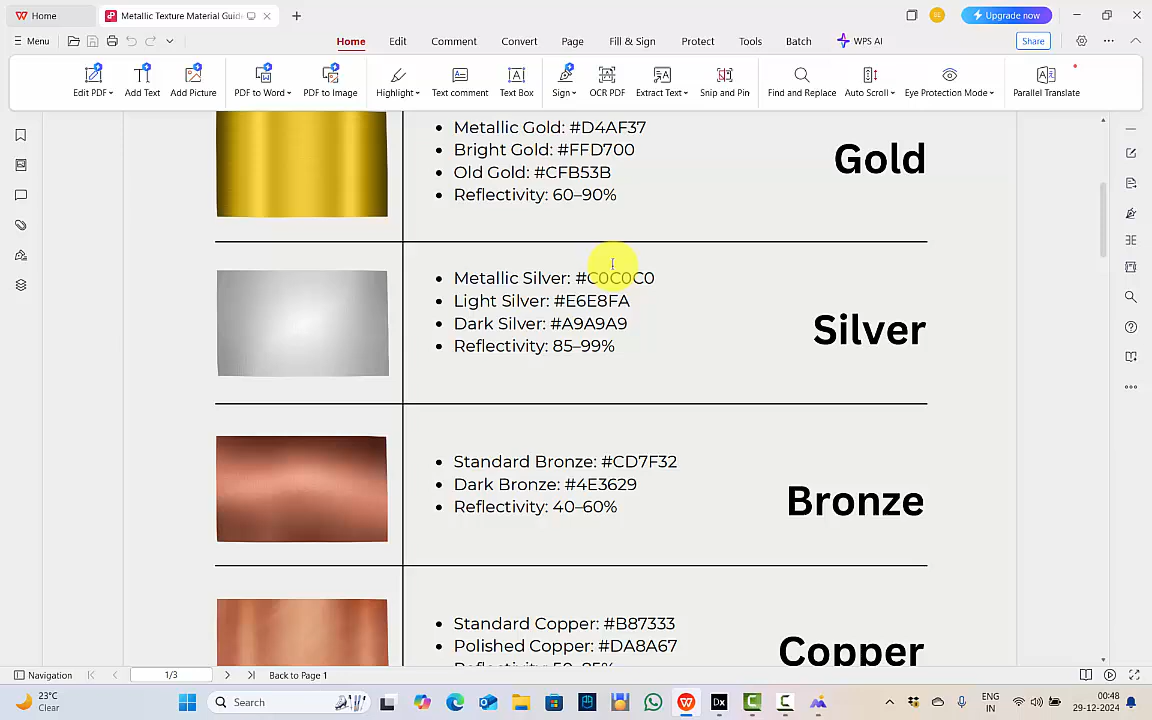 Home
Metallic Texture Material Guid
Upgrade now
Menu
Home
Edit
Comment
Convert
Page
Fill & Sign
Protect
Tools
Batch
WPS AI
Share
Edit PDF
Add Text
Add Picture
PDF to Word
PDF to Image
Highlight
Text comment
Text Box
Sign
OCR PDF
Extract Text
Snip and Pin
Find and Replace
Auto Scroll
Eye Protection Mode
Parallel Translate
• Metallic Gold: #D4AF37
• Bright Gold: #FFD700
• Old Gold: #CFB53B
• Reflectivity: 60–90%
Gold
• Metallic Silver: #C0C0C0
• Light Silver: #E6E8FA
• Dark Silver: #A9A9A9
• Reflectivity: 85–99%
Silver
• Standard Bronze: #CD7F32
• Dark Bronze: #4E3629
• Reflectivity: 40–60%
Bronze
• Standard Copper: #B87333
• Polished Copper: #DA8A67
Copper
Navigation
1/3
Back to Page 1
23°C
Clear
Search
ENG
IN
00:48
29-12-2024